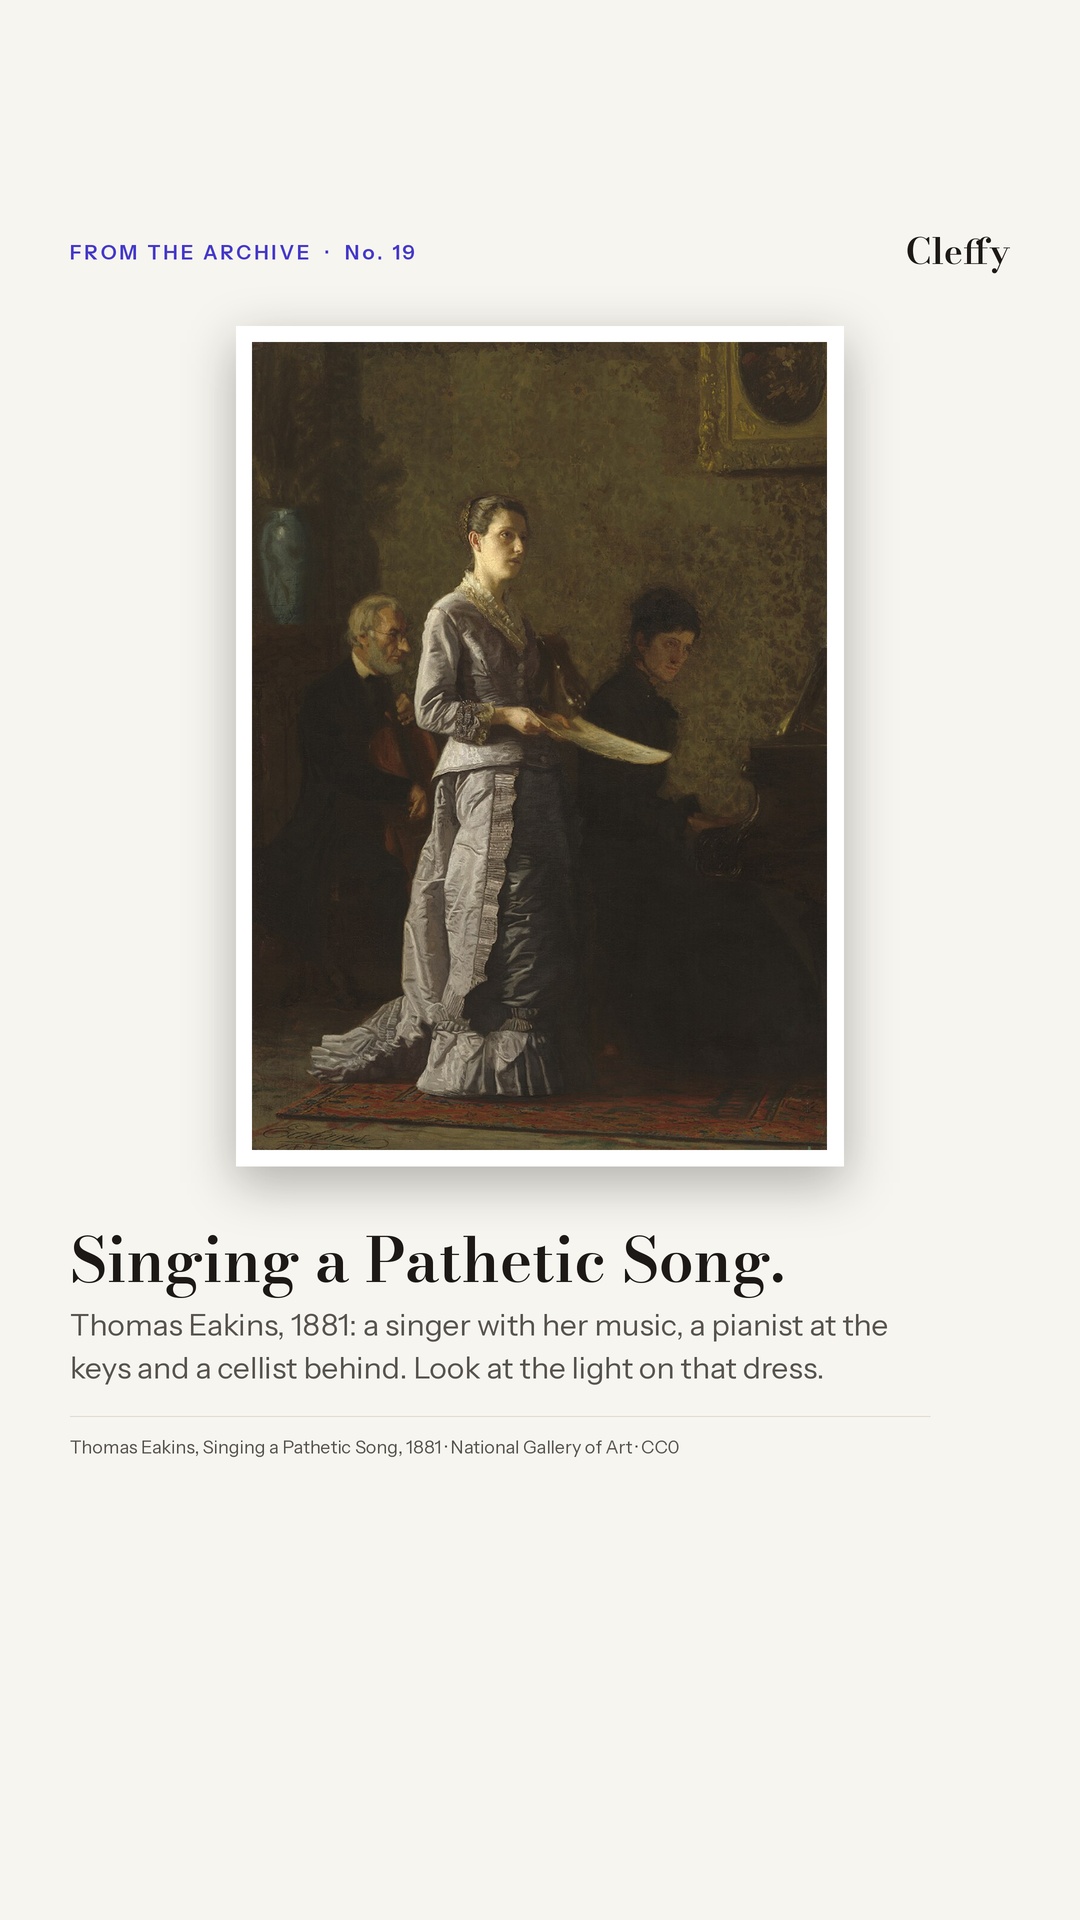 FROM THE ARCHIVE · No. 19
Cleffy
Eakins
Singing a Pathetic Song.
Thomas Eakins, 1881: a singer with her music, a pianist at the
keys and a cellist behind. Look at the light on that dress.
Thomas Eakins, Singing a Pathetic Song, 1881 · National Gallery of Art · CC0